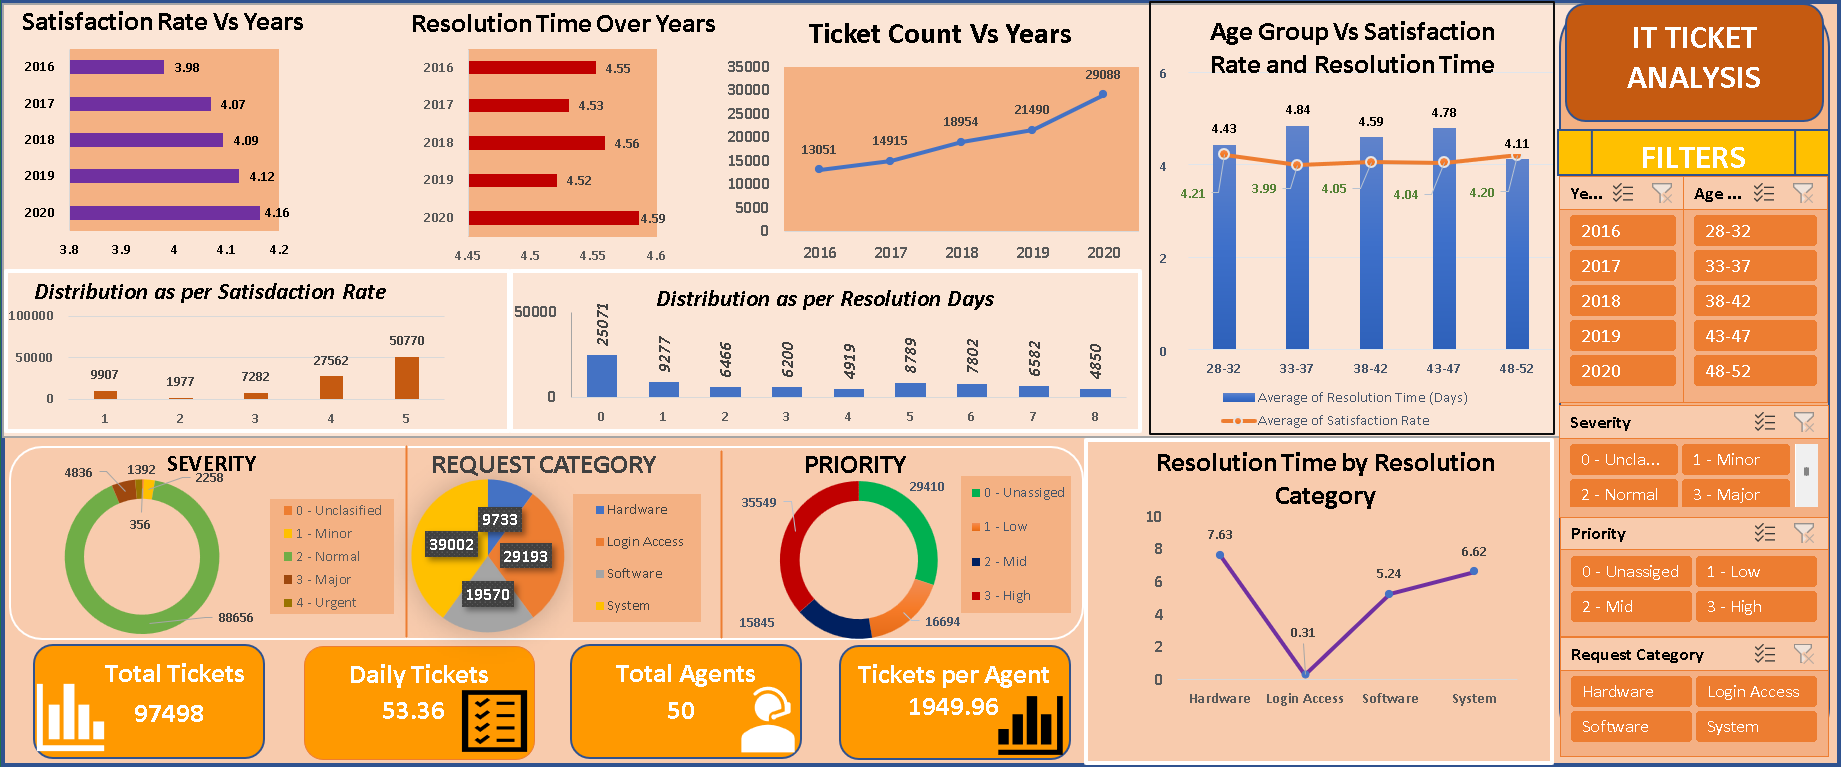 Satisfaction Rate Vs Years
2016
3.98
2017
4.07
2018
4.09
2019
4.12
2020
4.16
3.8 3.9 4 4.1 4.2
Resolution Time Over Years
2016
4.55
2017
4.53
2018
4.56
2019
4.52
2020
4.59
4.45 4.5 4.55 4.6
Ticket Count Vs Years
35000
30000
25000
20000
15000
10000
5000
0
13051 14915 18954 21490 29088
2016 2017 2018 2019 2020
Age Group Vs Satisfaction
Rate and Resolution Time
6
4
2
0
4.43 4.84 4.59 4.78 4.11
4.21 3.99 4.05 4.04 4.20
28-32 33-37 38-42 43-47 48-52
Average of Resolution Time (Days)
Average of Satisfaction Rate
IT TICKET
ANALYSIS
FILTERS
Ye... Age ...
2016 28-32
2017 33-37
2018 38-42
2019 43-47
2020 48-52
Severity
0 - Uncla... 1 - Minor
2 - Normal 3 - Major
Priority
0 - Unassiged 1 - Low
2 - Mid 3 - High
Request Category
Hardware Login Access
Software System
Distribution as per Satisdaction Rate
100000
50000
0
9907 1977 7282 27562 50770
1 2 3 4 5
Distribution as per Resolution Days
50000
0
25071 9277 6466 6200 4919 8789 7802 6582 4850
0 1 2 3 4 5 6 7 8
SEVERITY
4836 1392 2258
356
88656
0 - Unclassified
1 - Minor
2 - Normal
3 - Major
4 - Urgent
REQUEST CATEGORY
9733
39002 29193
19570
Hardware
Login Access
Software
System
PRIORITY
35549 29410
15845 16694
0 - Unassiged
1 - Low
2 - Mid
3 - High
Resolution Time by Resolution
Category
10
8
6
4
2
0
7.63 0.31 5.24 6.62
Hardware Login Access Software System
Total Tickets
97498
Daily Tickets
53.36
Total Agents
50
Tickets per Agent
1949.96